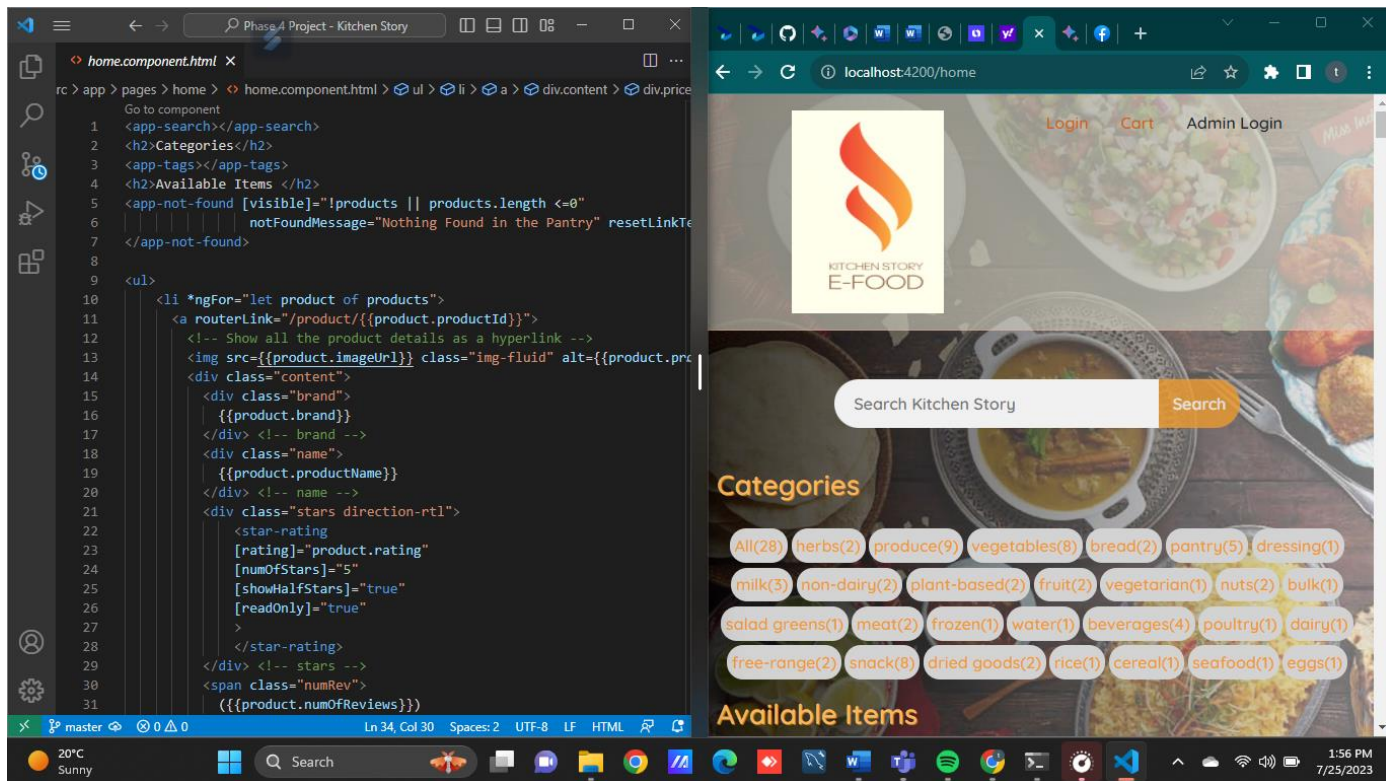 Phase 4 Project - Kitchen Story
home.component.html
rc > app > pages > home > home.component.html > ul > li > a > div.content > div.price
Go to component
1 <app-search></app-search>
2 <h2>Categories</h2>
3 <app-tags></app-tags>
4 <h2>Available Items </h2>
5 <app-not-found [visible]="!products || products.length <=0"
6 notFoundMessage="Nothing Found in the Pantry" resetLinkTe
7 </app-not-found>
8
9 <ul>
10 <li *ngFor="let product of products">
11 <a routerLink="/product/{{product.productId}}">
12 <!-- Show all the product details as a hyperlink -->
13 <img src={{product.imageUrl}} class="img-fluid" alt={{product.pro
14 <div class="content">
15 <div class="brand">
16 {{product.brand}}
17 </div> <!-- brand -->
18 <div class="name">
19 {{product.productName}}
20 </div> <!-- name -->
21 <div class="stars direction-rtl">
22 <star-rating
23 [rating]="product.rating"
24 [numOfStars]="5"
25 [showHalfStars]="true"
26 [readOnly]="true"
27 >
28 </star-rating>
29 </div> <!-- stars -->
30 <span class="numRev">
31 ({{product.numOfReviews}})
master 0 0 Ln 34, Col 30 Spaces: 2 UTF-8 LF HTML
localhost:4200/home t
Login Cart Admin Login
KITCHEN STORY
E-FOOD
Search Kitchen Story Search
Categories
All(28) herbs(2) produce(9) vegetables(8) bread(2) pantry(5) dressing(1)
milk(3) non-dairy(2) plant-based(2) fruit(2) vegetarian(1) nuts(2) bulk(1)
salad greens(1) meat(2) frozen(1) water(1) beverages(4) poultry(1) dairy(1)
free-range(2) snack(8) dried goods(2) rice(1) cereal(1) seafood(1) eggs(1)
Available Items
20°C
Sunny
Search
1:56 PM
7/25/2023